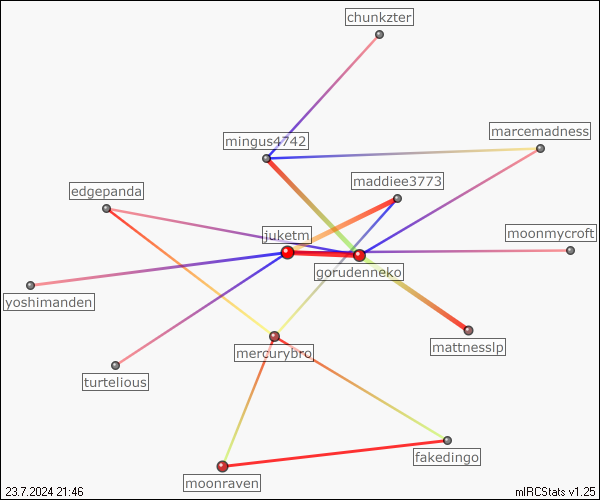 chunkzter
marcemadness
mingus4742
maddiee3773
edgepanda
moonmycroft
juketm
gorudenneko
yoshimanden
mattnesslp
mercurybro
turtelious
fakedingo
moonraven
23.7.2024 21:46
mIRCStats v1.25